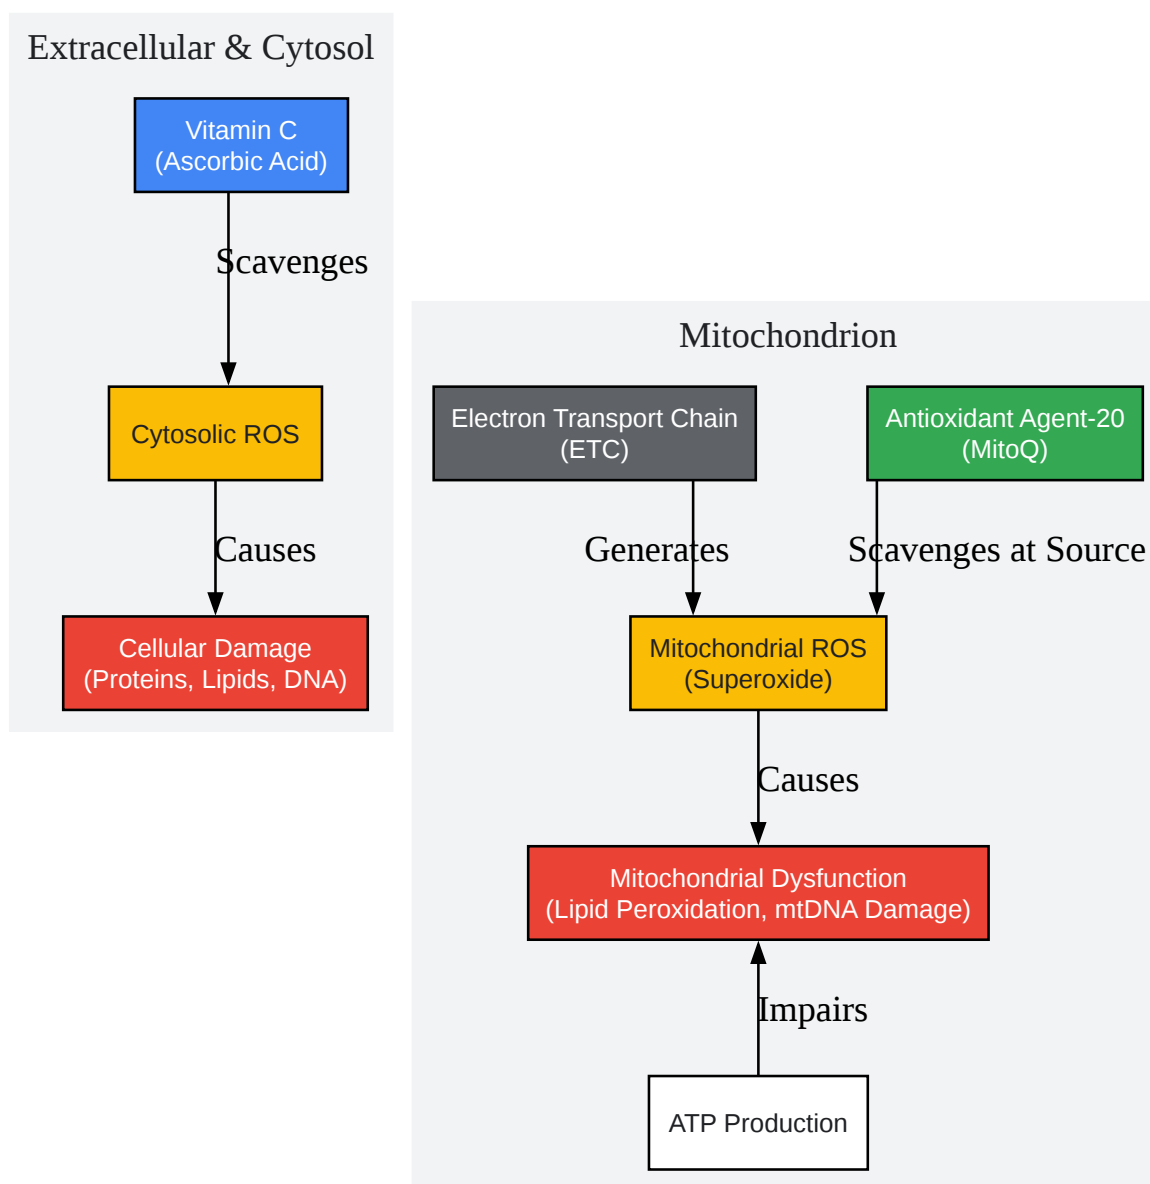 Extracellular & Cytosol
Vitamin C
(Ascorbic Acid)
Scavenges
Cytosolic ROS
Causes
Cellular Damage
(Proteins, Lipids, DNA)
Mitochondrion
Electron Transport Chain
(ETC)
Antioxidant Agent-20
(MitoQ)
Generates
Scavenges at Source
Mitochondrial ROS
(Superoxide)
Causes
Mitochondrial Dysfunction
(Lipid Peroxidation, mtDNA Damage)
Impairs
ATP Production